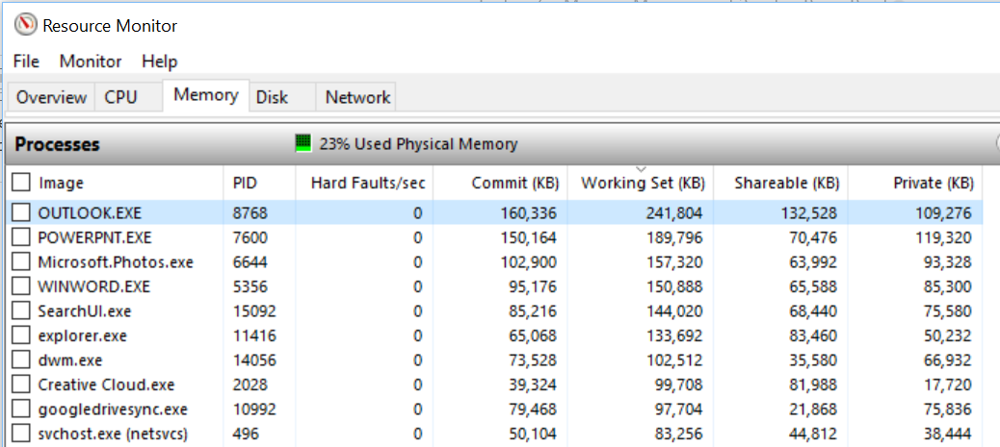 Resource Monitor
File Monitor Help
Overview CPU Memory Disk Network
Processes 23% Used Physical Memory
Image PID Hard Faults/sec Commit (KB) Working Set (KB) Shareable (KB) Private (KB)
OUTLOOK.EXE 8768 0 160,336 241,804 132,528 109,276
POWERPNT.EXE 7600 0 150,164 189,796 70,476 119,320
Microsoft.Photos.exe 6644 0 102,900 157,320 63,992 93,328
WINWORD.EXE 5356 0 95,176 150,888 65,588 85,300
SearchUI.exe 15092 0 85,216 144,020 68,440 75,580
explorer.exe 11416 0 65,068 133,692 83,460 50,232
dwm.exe 14056 0 73,528 102,512 35,580 66,932
Creative Cloud.exe 2028 0 39,324 99,708 81,988 17,720
googledrivesync.exe 10992 0 79,468 97,704 21,868 75,836
svchost.exe (netsvcs) 496 0 50,104 83,256 44,812 38,444